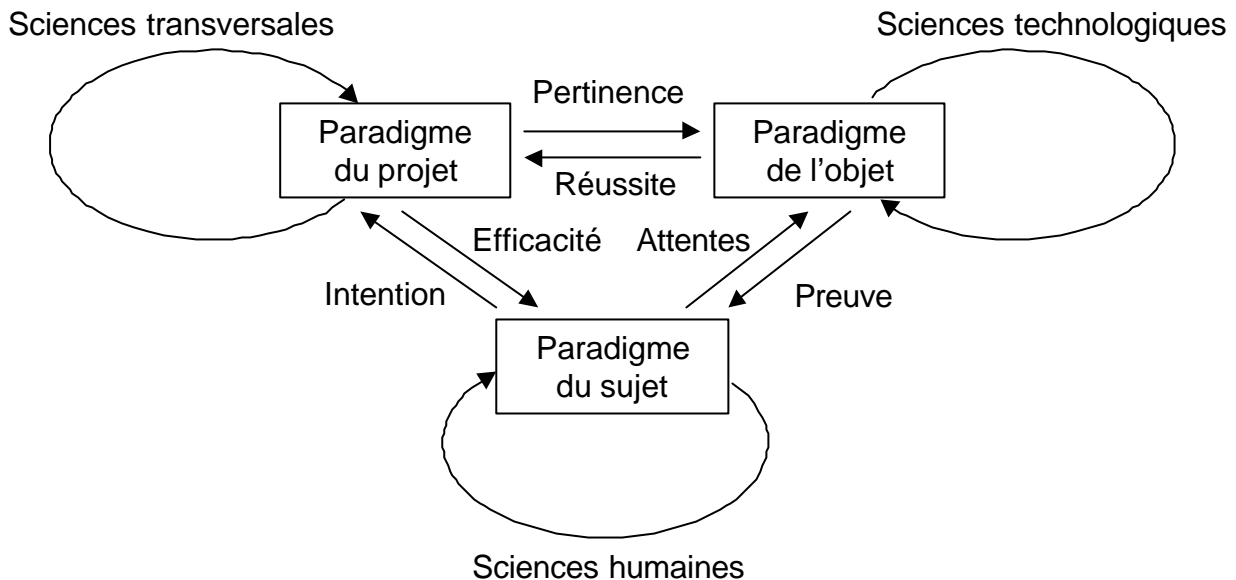 Sciences transversales
Sciences technologiques
Pertinence
Paradigme
du projet
Paradigme
de l’objet
Réussite
Efficacité
Attentes
Intention
Preuve
Paradigme
du sujet
Sciences humaines